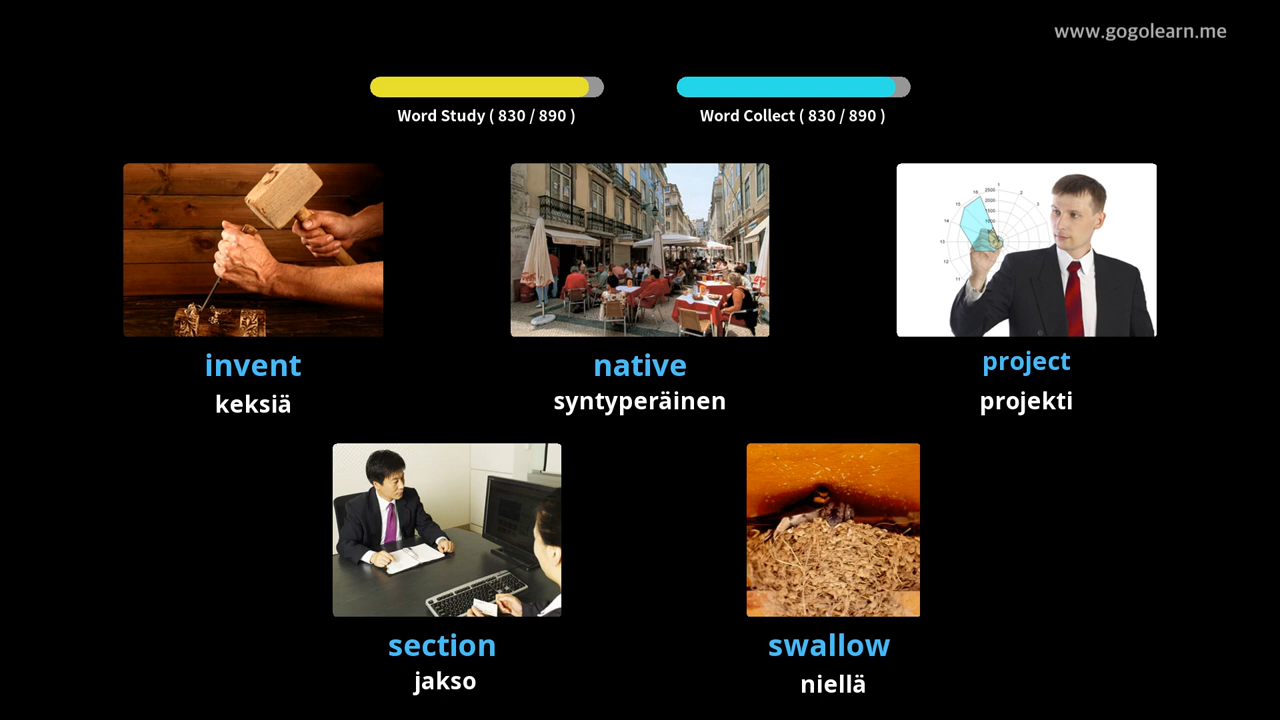 www.gogolearn.me
Word Study ( 830 / 890 )
Word Collect ( 830 / 890 )
invent
keksiä
native
syntyperäinen
project
projekti
section
jakso
swallow
niellä